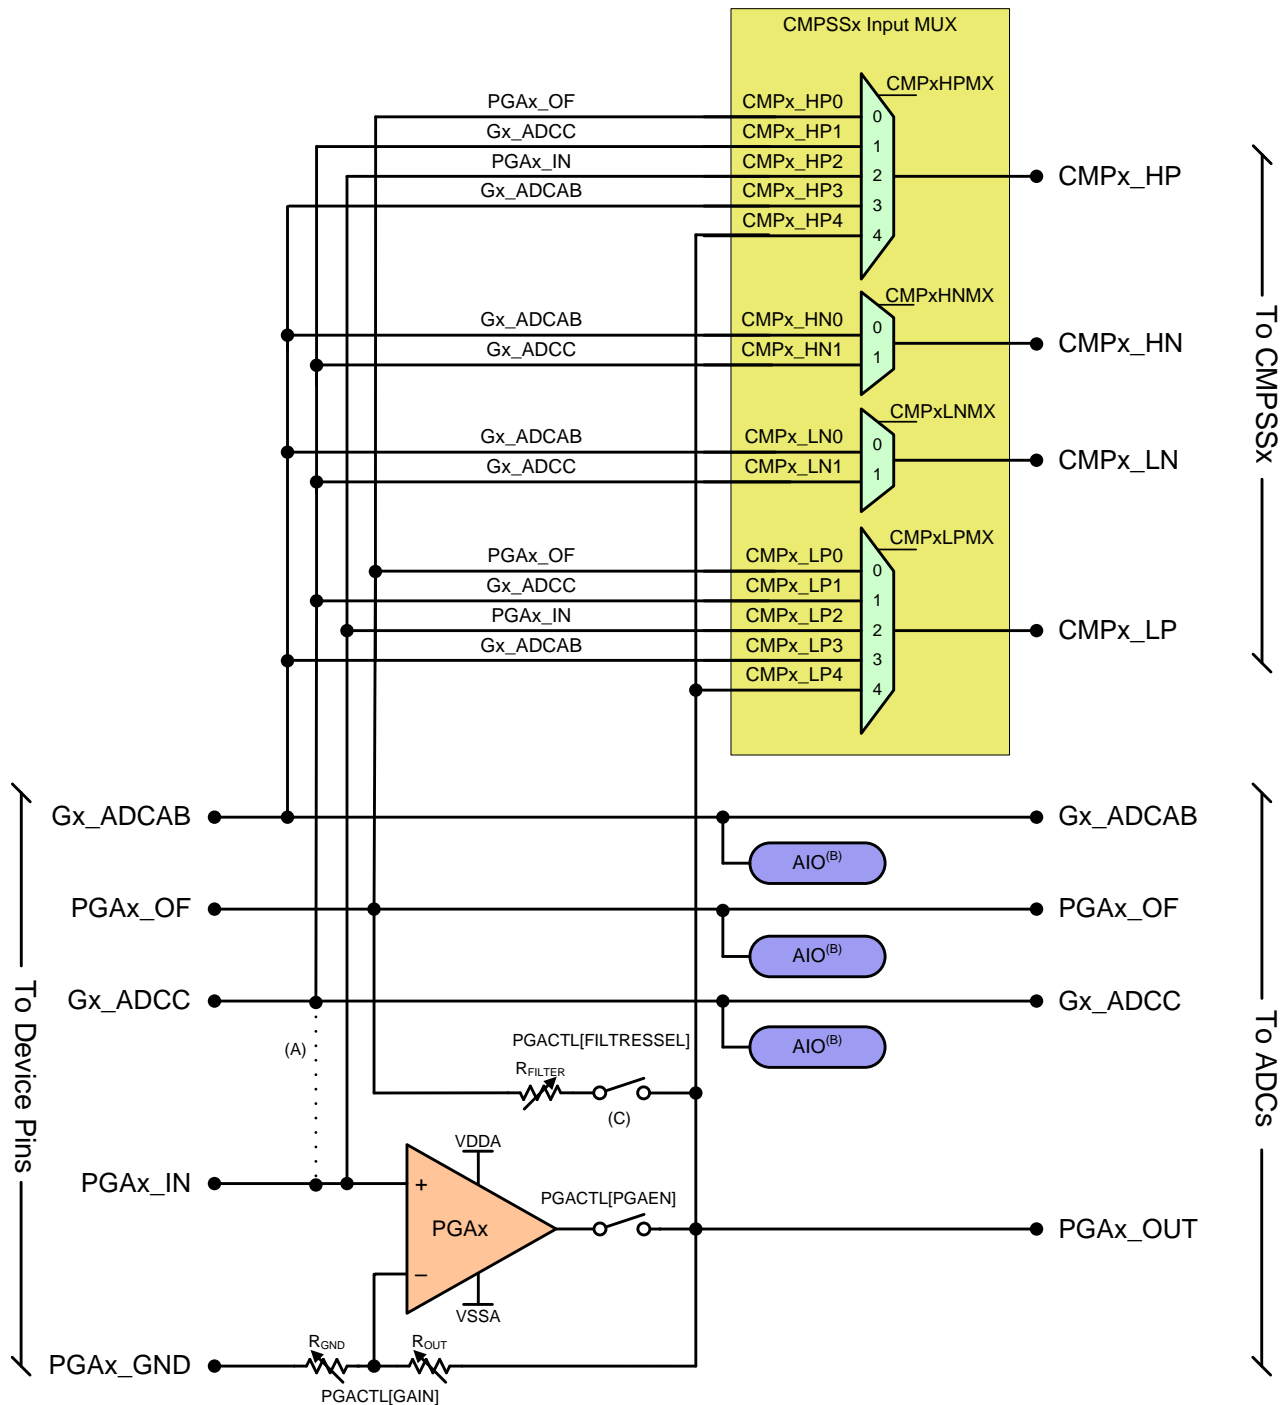 CMPSSx Input MUX
CMPxHPMX
PGAx_OF CMPx_HP0 0
Gx_ADCC CMPx_HP1 1
PGAx_IN CMPx_HP2 2 CMPx_HP
Gx_ADCAB CMPx_HP3 3
CMPx_HP4 4
CMPxHNMX
Gx_ADCAB CMPx_HN0 0
Gx_ADCC CMPx_HN1 1 CMPx_HN
To CMPSSx
CMPxLNMX
Gx_ADCAB CMPx_LN0 0
Gx_ADCC CMPx_LN1 1 CMPx_LN
CMPxLPMX
PGAx_OF CMPx_LP0 0
Gx_ADCC CMPx_LP1 1
PGAx_IN CMPx_LP2 2 CMPx_LP
Gx_ADCAB CMPx_LP3 3
CMPx_LP4 4
Gx_ADCAB Gx_ADCAB
AIO(B)
PGAx_OF PGAx_OF
AIO(B)
Gx_ADCC Gx_ADCC
To Device Pins
To ADCs
(A) PGACTL[FILTRESSEL] AIO(B)
RFILTER
(C)
VDDA
PGAx_IN +
PGACTL[PGAEN]
PGAx PGAx_OUT
–
VSSA
RGND ROUT
PGAx_GND
PGACTL[GAIN]